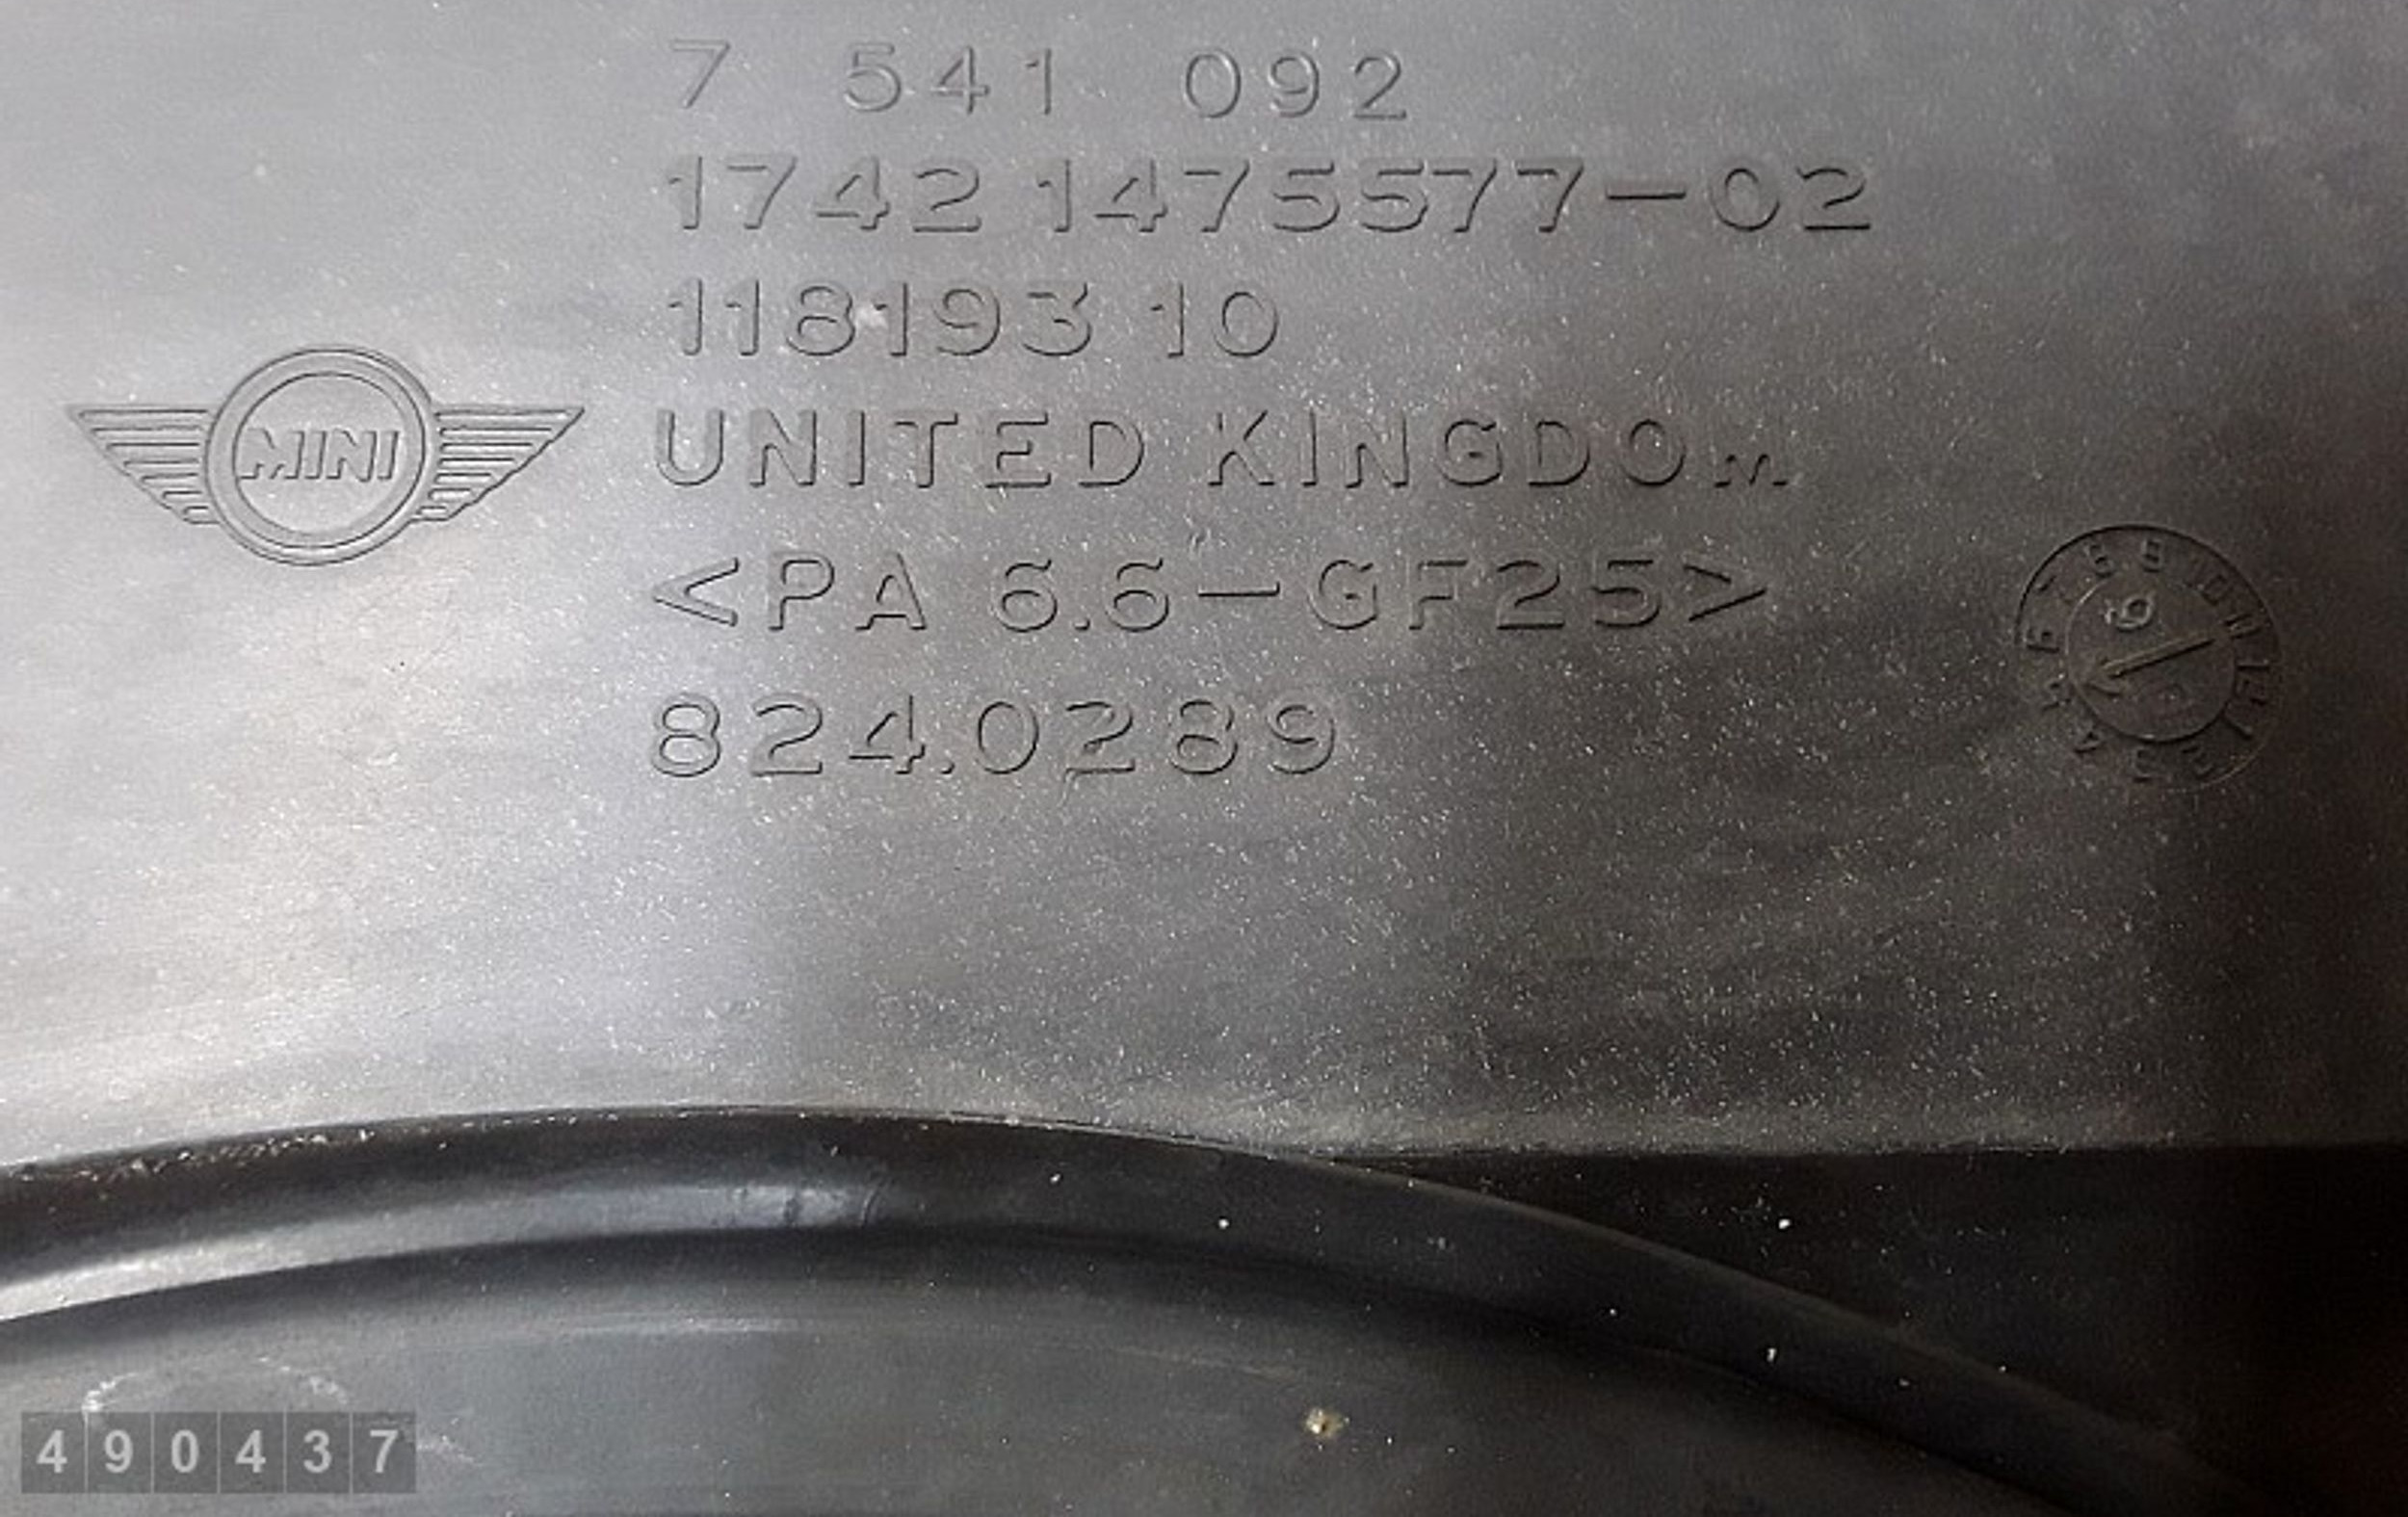 7 541 092
1742 1475577-02
118193 10
MINI
UNITED KINGDOM
<PA 6.6-GF25>
824.0289
490437